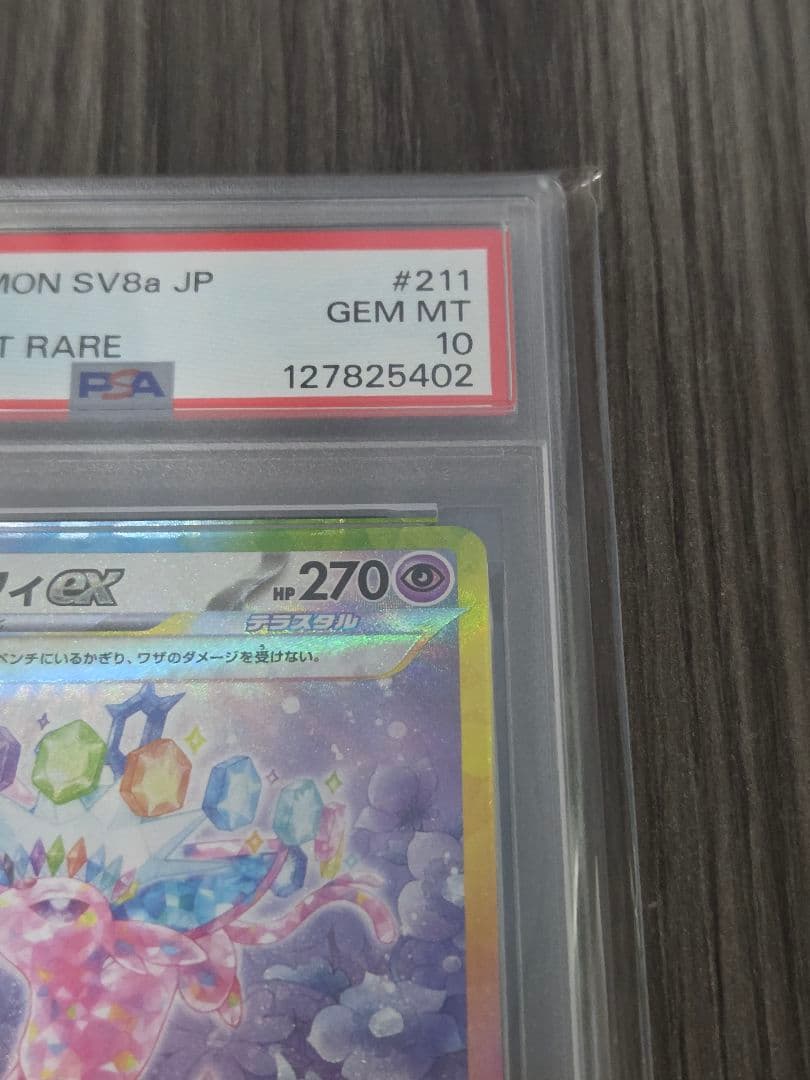 MON SV8a JP #211
GEM MT
T RARE 10
PSA 127825402
ィex HP270
テラスタル
ベンチにいるかぎり、ワザのダメージを受けない。